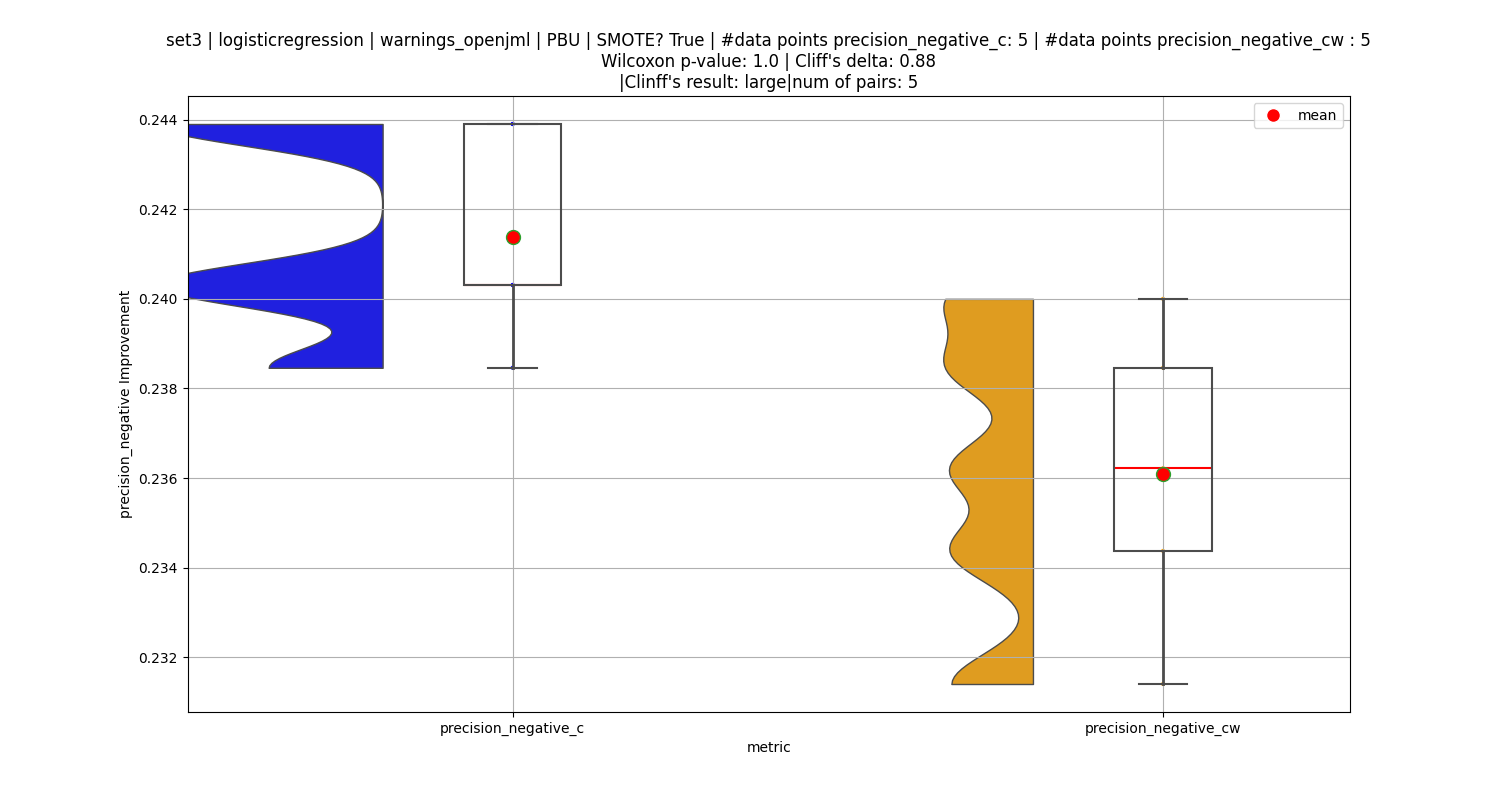 set3 | logisticregression | warnings_openjml | PBU | SMOTE? True | #data points precision_negative_c: 5 | #data points precision_negative_cw : 5
Wilcoxon p-value: 1.0 | Cliff's delta: 0.88
|Clinff's result: large|num of pairs: 5
mean
0.244
0.242
0.240
0.238
0.236
0.234
0.232
precision_negative Improvement
precision_negative_c
precision_negative_cw
metric